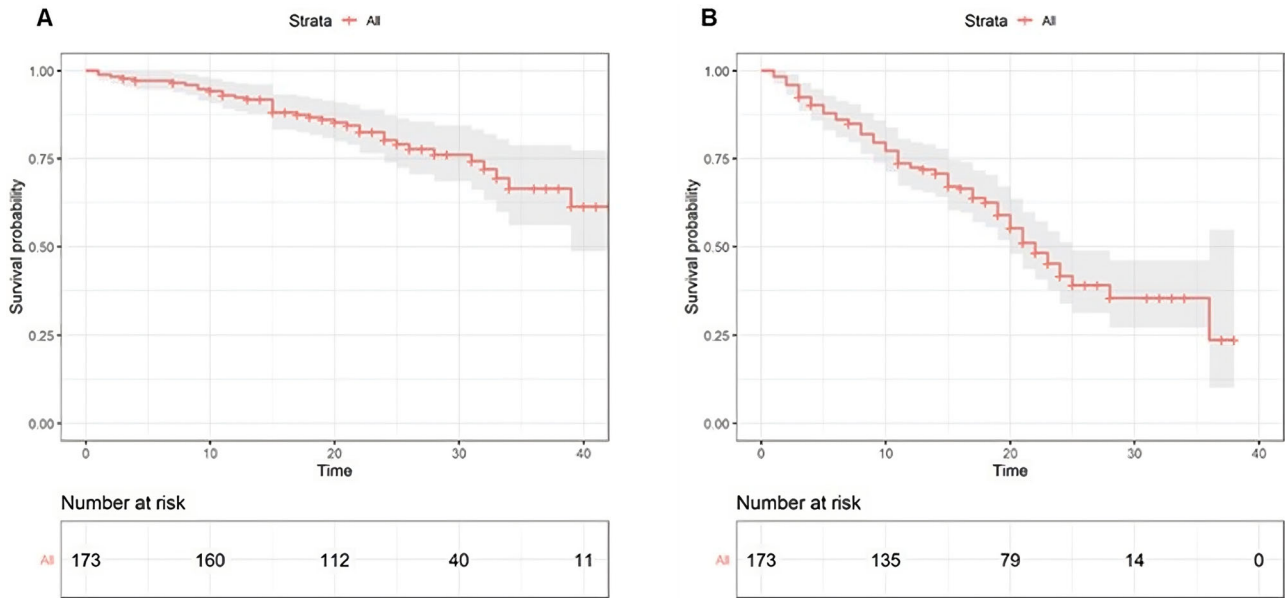 A
Strata All
Survival probability
1.00
0.75
0.50
0.25
0.00
0 10 20 30 40
Time
Number at risk
All 173 160 112 40 11
B
Strata All
Survival probability
1.00
0.75
0.50
0.25
0.00
0 10 20 30 40
Time
Number at risk
All 173 135 79 14 0